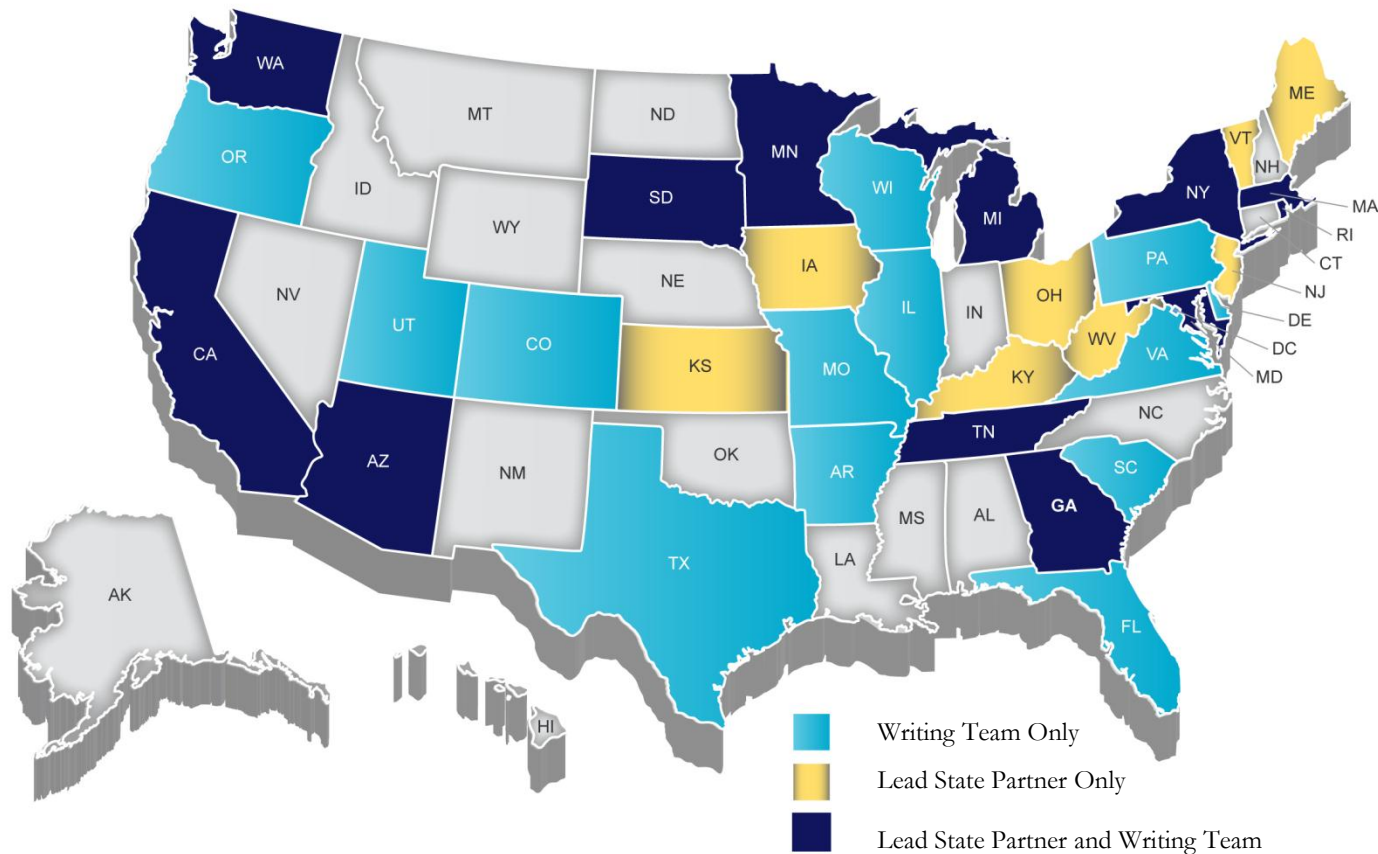 WA
MT
ND
MN
ME
VT
NH
OR
ID
SD
WI
MI
NY
MA
WY
RI
IA
PA
CT
NE
NJ
NV
IL
IN
OH
UT
CO
DE
WV
DC
CA
KS
MO
KY
VA
MD
NC
TN
AZ
OK
AR
SC
NM
MS
AL
GA
LA
TX
AK
FL
HI
Writing Team Only
Lead State Partner Only
Lead State Partner and Writing Team